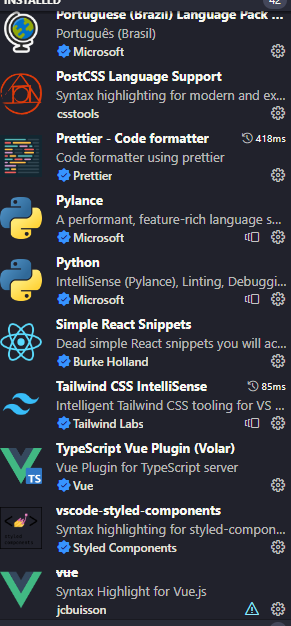 INSTALLED 42
Portuguese (Brazil) Language Pack ...
Português (Brasil)
Microsoft
PostCSS Language Support
Syntax highlighting for modern and ex...
csstools
Prettier - Code formatter 418ms
Code formatter using prettier
Prettier
Pylance
A performant, feature-rich language s...
Microsoft
Python
IntelliSense (Pylance), Linting, Debuggi...
Microsoft
Simple React Snippets
Dead simple React snippets you will ac...
Burke Holland
Tailwind CSS IntelliSense 85ms
Intelligent Tailwind CSS tooling for VS ...
Tailwind Labs
TypeScript Vue Plugin (Volar)
TS
Vue Plugin for TypeScript server
Vue
vscode-styled-components
Syntax highlighting for styled-compon...
Styled Components
vue
Syntax Highlight for Vue.js
jcbuisson